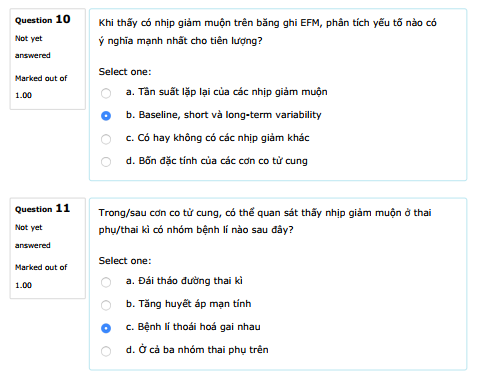 Question 10
Not yet
answered
Marked out of
1.00
Khi thấy có nhịp giảm muộn trên băng ghi EFM, phân tích yếu tố nào có
ý nghĩa mạnh nhất cho tiên lượng?
Select one:
a. Tần suất lặp lại của các nhịp giảm muộn
b. Baseline, short và long-term variability
c. Có hay không có các nhịp giảm khác
d. Bốn đặc tính của các cơn co tử cung
Question 11
Not yet
answered
Marked out of
1.00
Trong/sau cơn co tử cung, có thể quan sát thấy nhịp giảm muộn ở thai
phụ/thai kì có nhóm bệnh lí nào sau đây?
Select one:
a. Đái tháo đường thai kì
b. Tăng huyết áp mạn tính
c. Bệnh lí thoái hoá gai nhau
d. Ở cả ba nhóm thai phụ trên